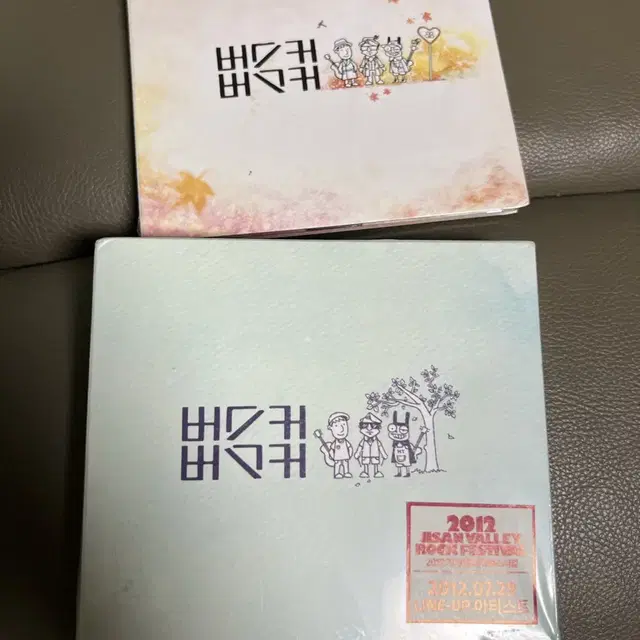 버스커
버스커
버스커
버스커
2012
JISAN VALLEY
ROCK FESTIVAL
2012.07.29
LINE-UP 아티스트